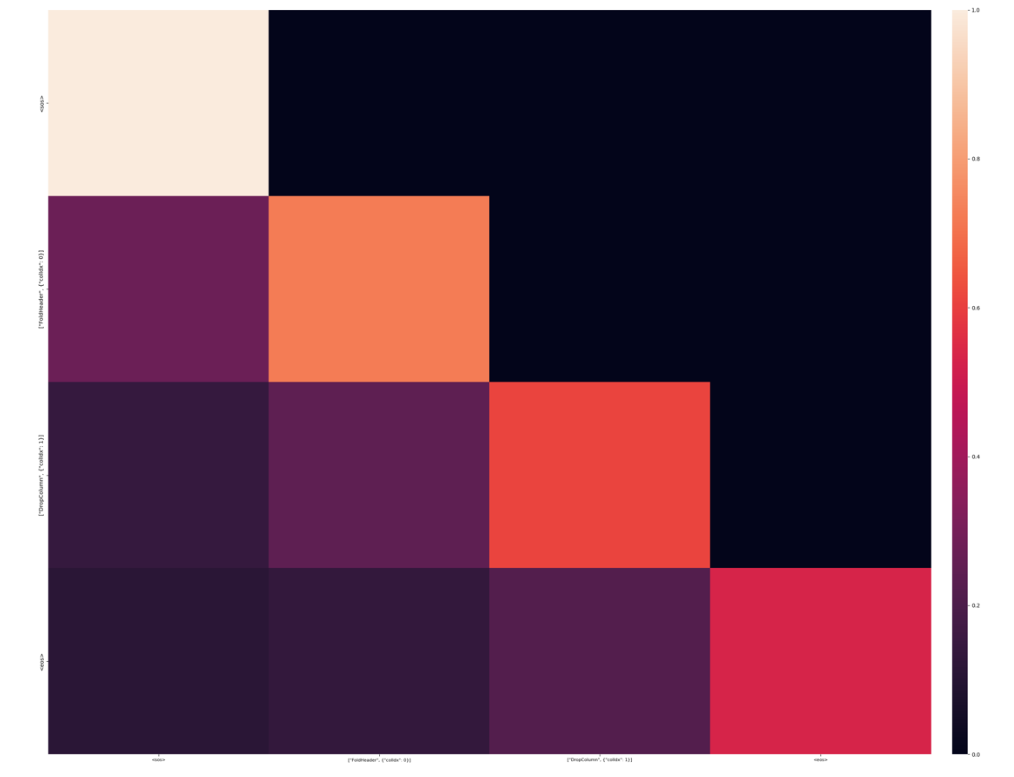 <sos>
["FoldHeader", {"colIdx": 0}]
["DropColumn", {"colIdx": 1}]
<eos>
<sos>
["FoldHeader", {"colIdx": 0}]
["DropColumn", {"colIdx": 1}]
<eos>
1.0
0.8
0.6
0.4
0.2
0.0